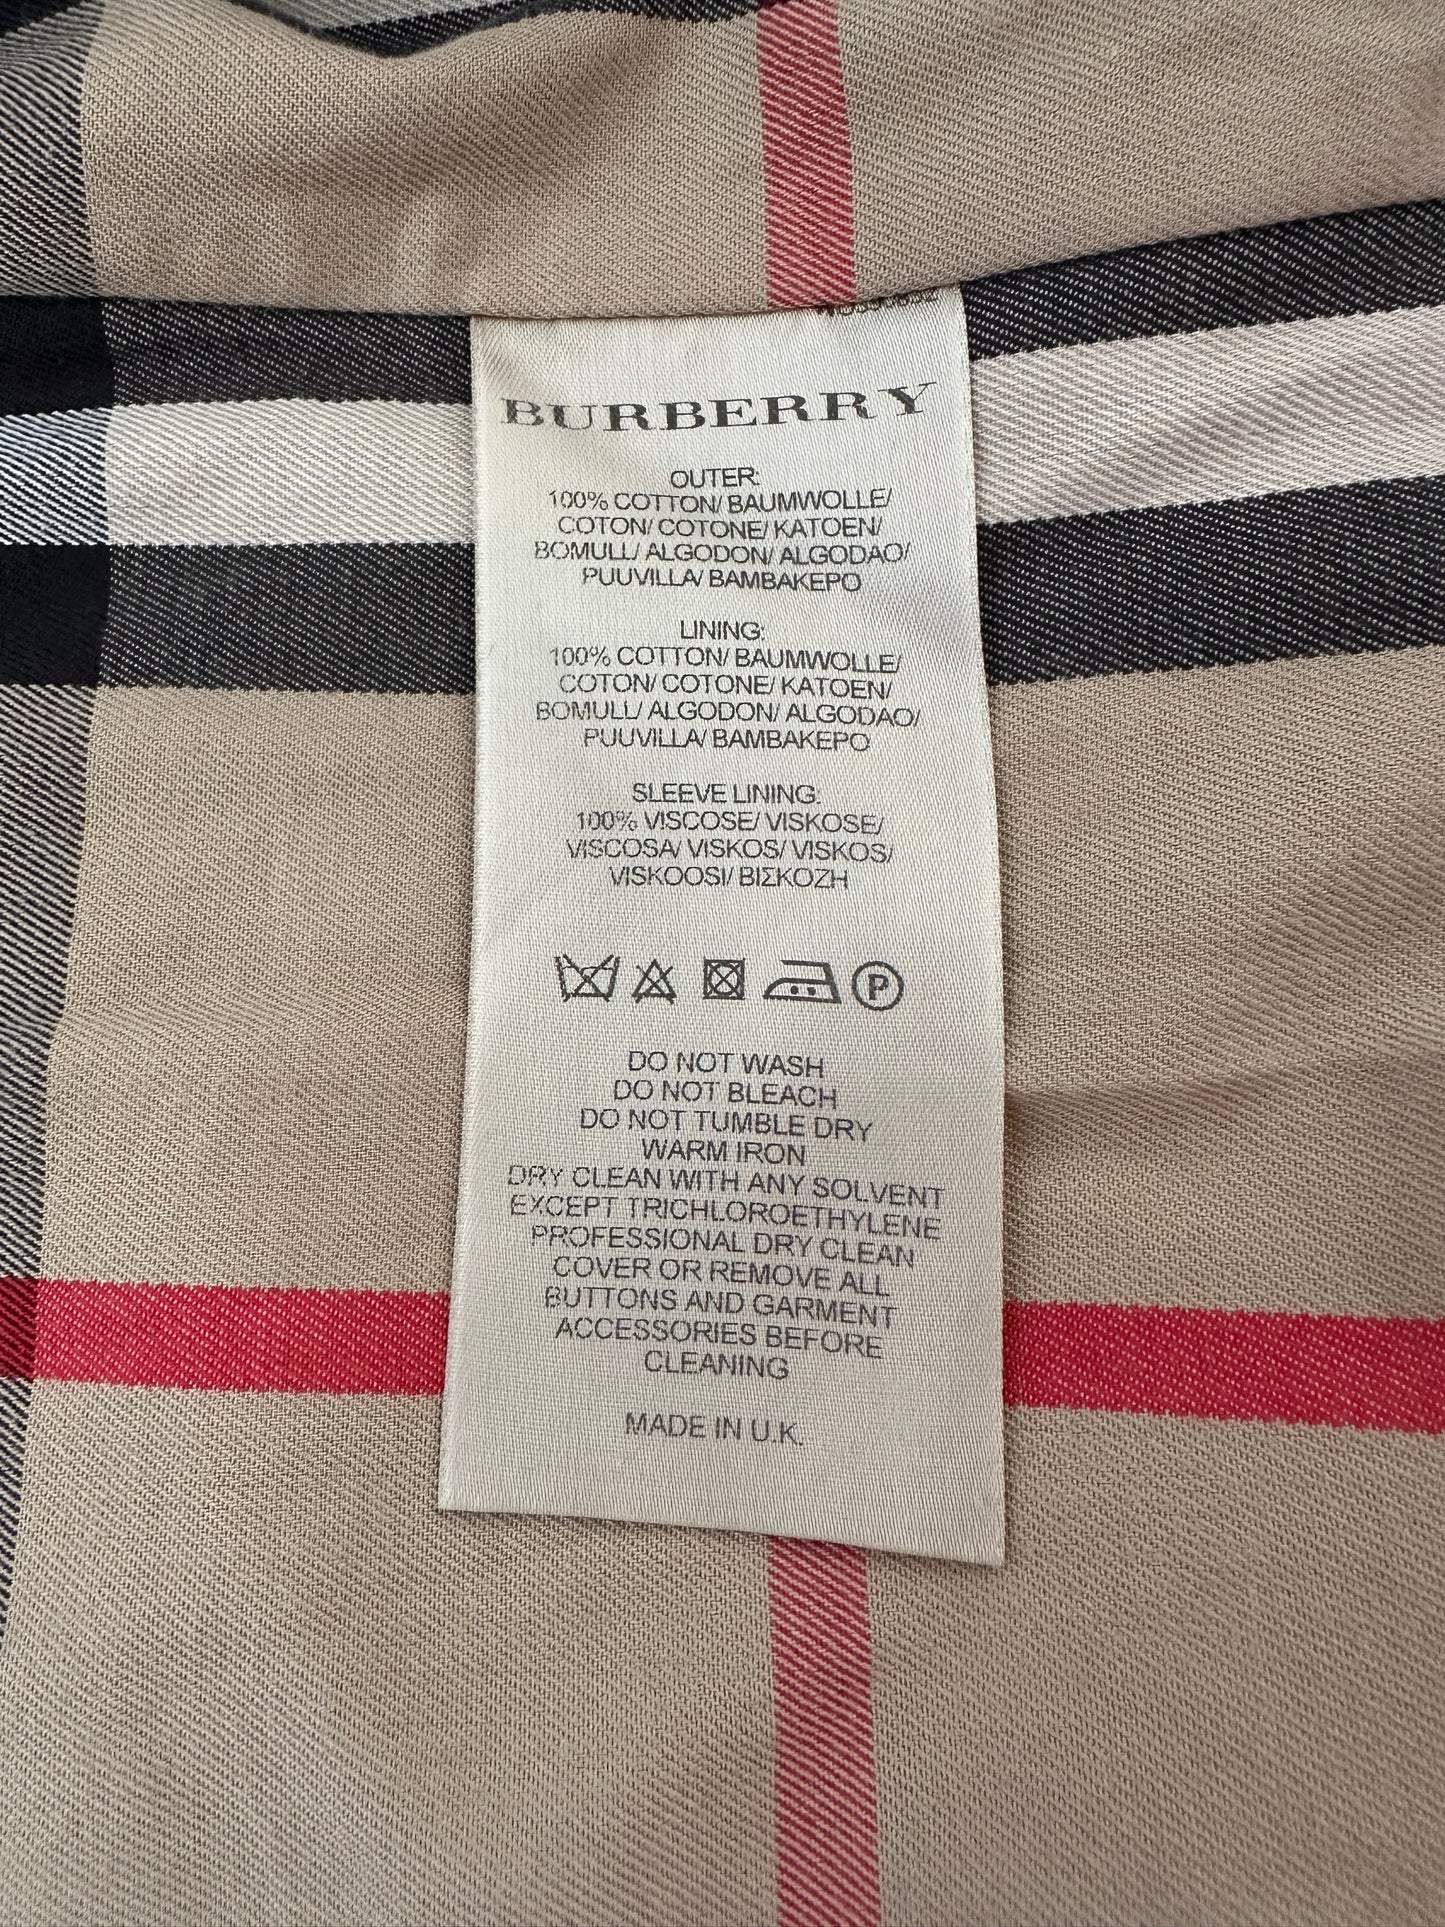 BURBERRY
OUTER:
100% COTTON/ BAUMWOLLE/
COTON/ COTONE/ KATOEN/
BOMULL/ ALGODON/ ALGODAO/
PUUVILLA/ BAMBAKEPO
LINING:
100% COTTON/ BAUMWOLLE/
COTON/ COTONE/ KATOEN/
BOMULL/ ALGODON/ ALGODAO/
PUUVILLA/ BAMBAKEPO
SLEEVE LINING:
100% VISCOSE/ VISKOSE/
VISCOSA/ VISKOS/ VISKOS/
VISKOOSI/ ΒΙΣΚΟΖΗ
P
DO NOT WASH
DO NOT BLEACH
DO NOT TUMBLE DRY
WARM IRON
DRY CLEAN WITH ANY SOLVENT
EXCEPT TRICHLOROETHYLENE
PROFESSIONAL DRY CLEAN
COVER OR REMOVE ALL
BUTTONS AND GARMENT
ACCESSORIES BEFORE
CLEANING
MADE IN U.K.